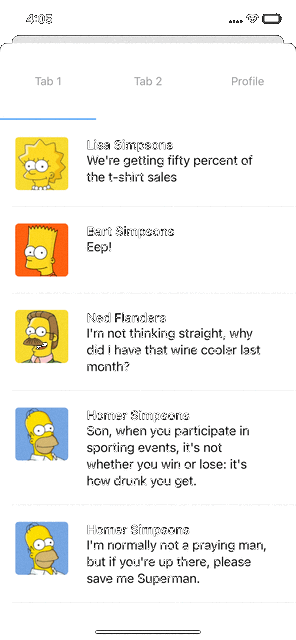 4:05
Tab 1
Tab 2
Profile
Lisa Simpsons
We're getting fifty percent of
the t-shirt sales
Bart Simpsons
Eep!
Ned Flanders
I'm not thinking straight, why
did I have that wine cooler last
month?
Homer Simpsons
Son, when you participate in
sporting events, it's not
whether you win or lose: it's
how drunk you get.
Homer Simpsons
I'm normally not a praying man,
but if you're up there, please
save me Superman.